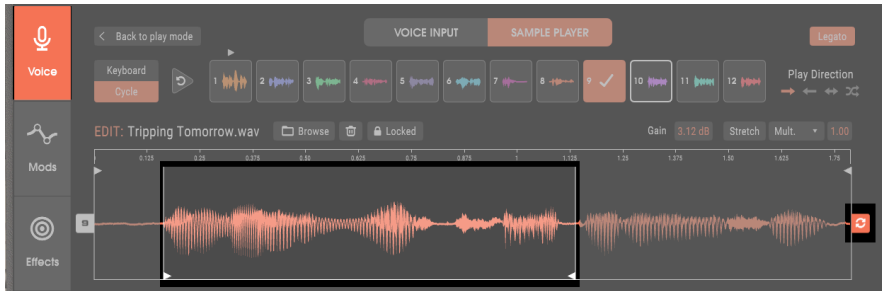 Voice
Mods
Effects
Back to play mode
VOICE INPUT
SAMPLE PLAYER
Legato
Keyboard
Cycle
1
2
3
4
5
6
7
8
9
10
11
12
Play Direction
EDIT: Tripping Tomorrow.wav
Browse
Locked
Gain
3.12 dB
Stretch
Mult.
1.00
0.125
0.25
0.375
0.50
0.625
0.75
0.875
1
1.125
1.25
1.375
1.50
1.625
1.75